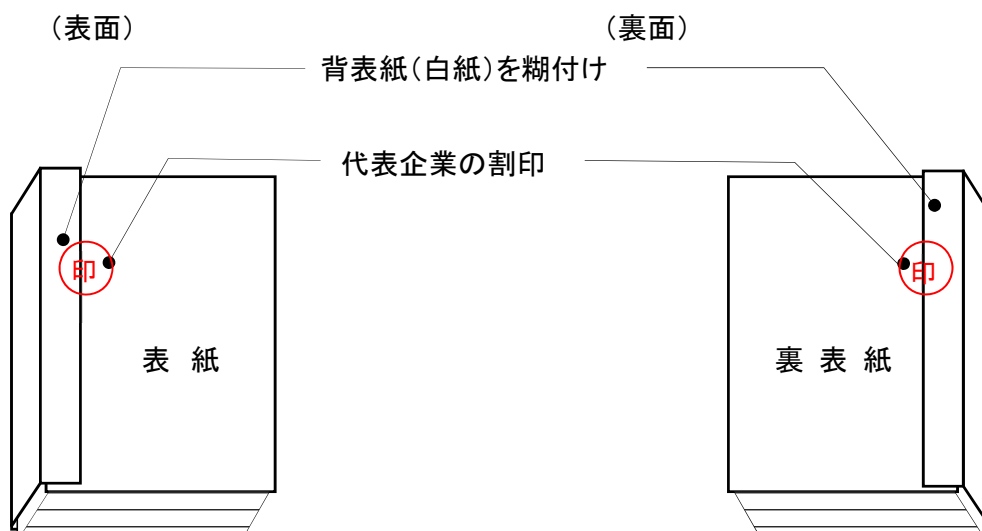 （表面）
（裏面）
背表紙（白紙）を糊付け
代表企業の割印
印
印
表 紙
裏 表 紙